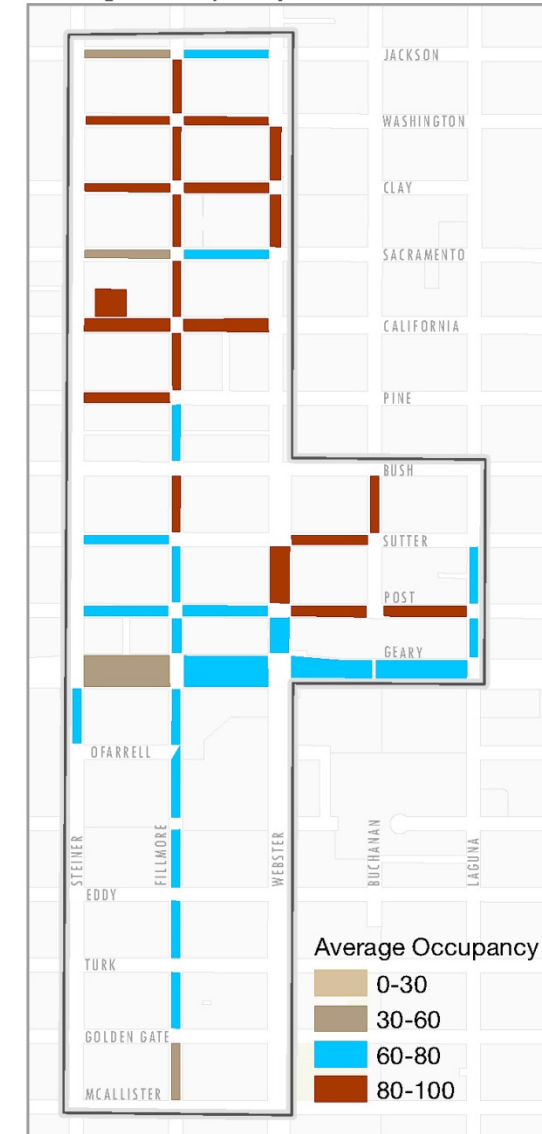 JACKSON
WASHINGTON
CLAY
SACRAMENTO
CALIFORNIA
PINE
BUSH
SUTTER
POST
GEARY
OFARRELL
STEINER
FILLMORE
WEBSTER
BUCHANAN
LAGUNA
EDDY
TURK
GOLDEN GATE
MCALLISTER
Average Occupancy
0-30
30-60
60-80
80-100